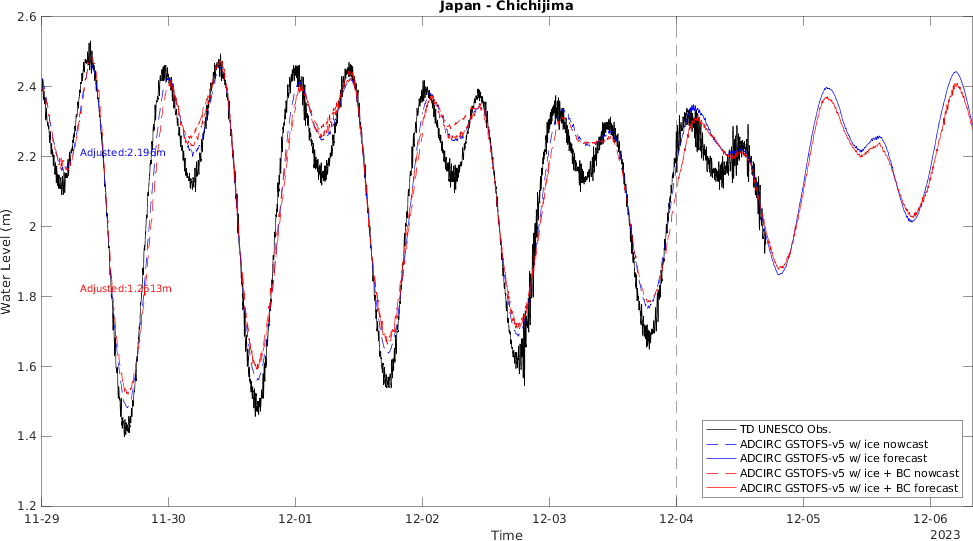 Japan - Chichijima
Water Level (m)
2.6
2.4
2.2
2
1.8
1.6
1.4
1.2
Adjusted:2.196m
Adjusted:1.2613m
TD UNESCO Obs.
ADCIRC GSTOFS-v5 w/ ice nowcast
ADCIRC GSTOFS-v5 w/ ice forecast
ADCIRC GSTOFS-v5 w/ ice + BC nowcast
ADCIRC GSTOFS-v5 w/ ice + BC forecast
11-29 11-30 12-01 12-02 12-03 12-04 12-05 12-06
Time
2023